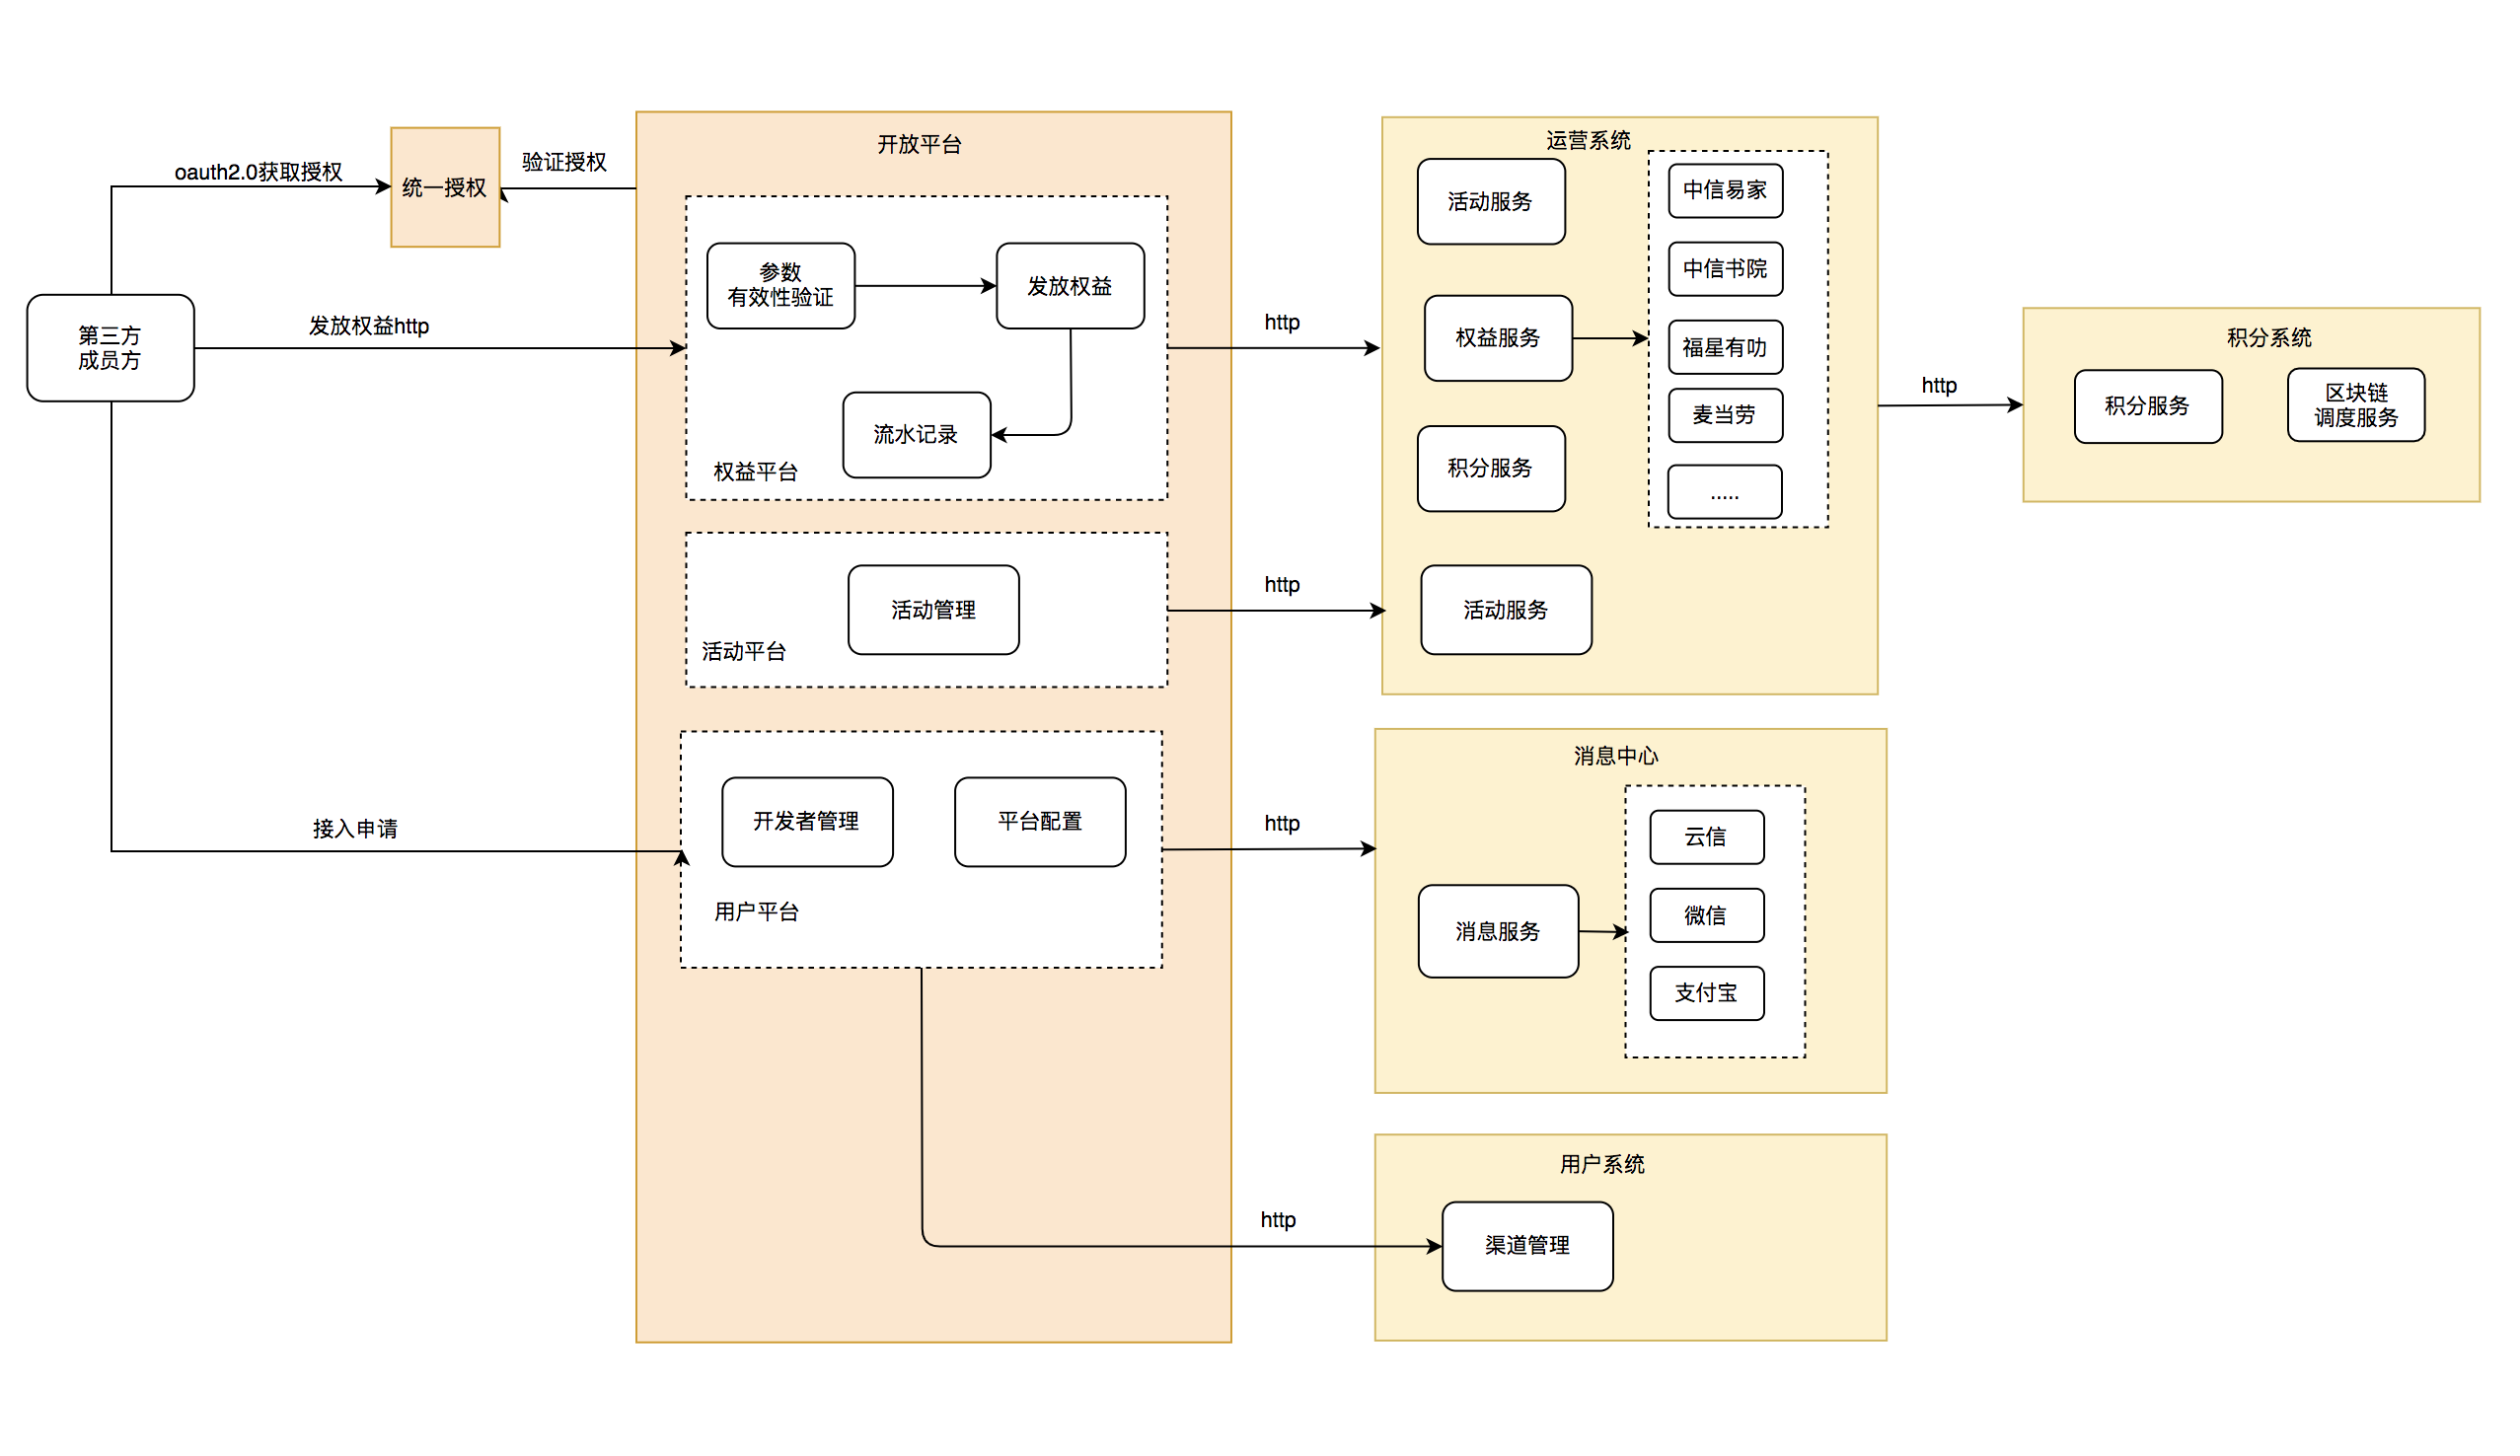 oauth2.0获取授权
统一授权
验证授权
第三方
成员方
发放权益http
接入申请
开放平台
参数
有效性验证
发放权益
流水记录
权益平台
活动管理
活动平台
开发者管理
平台配置
用户平台
http
http
http
http
运营系统
活动服务
权益服务
积分服务
活动服务
中信易家
中信书院
福星有叻
麦当劳
.....
http
积分系统
积分服务
区块链
调度服务
消息中心
消息服务
云信
微信
支付宝
用户系统
渠道管理